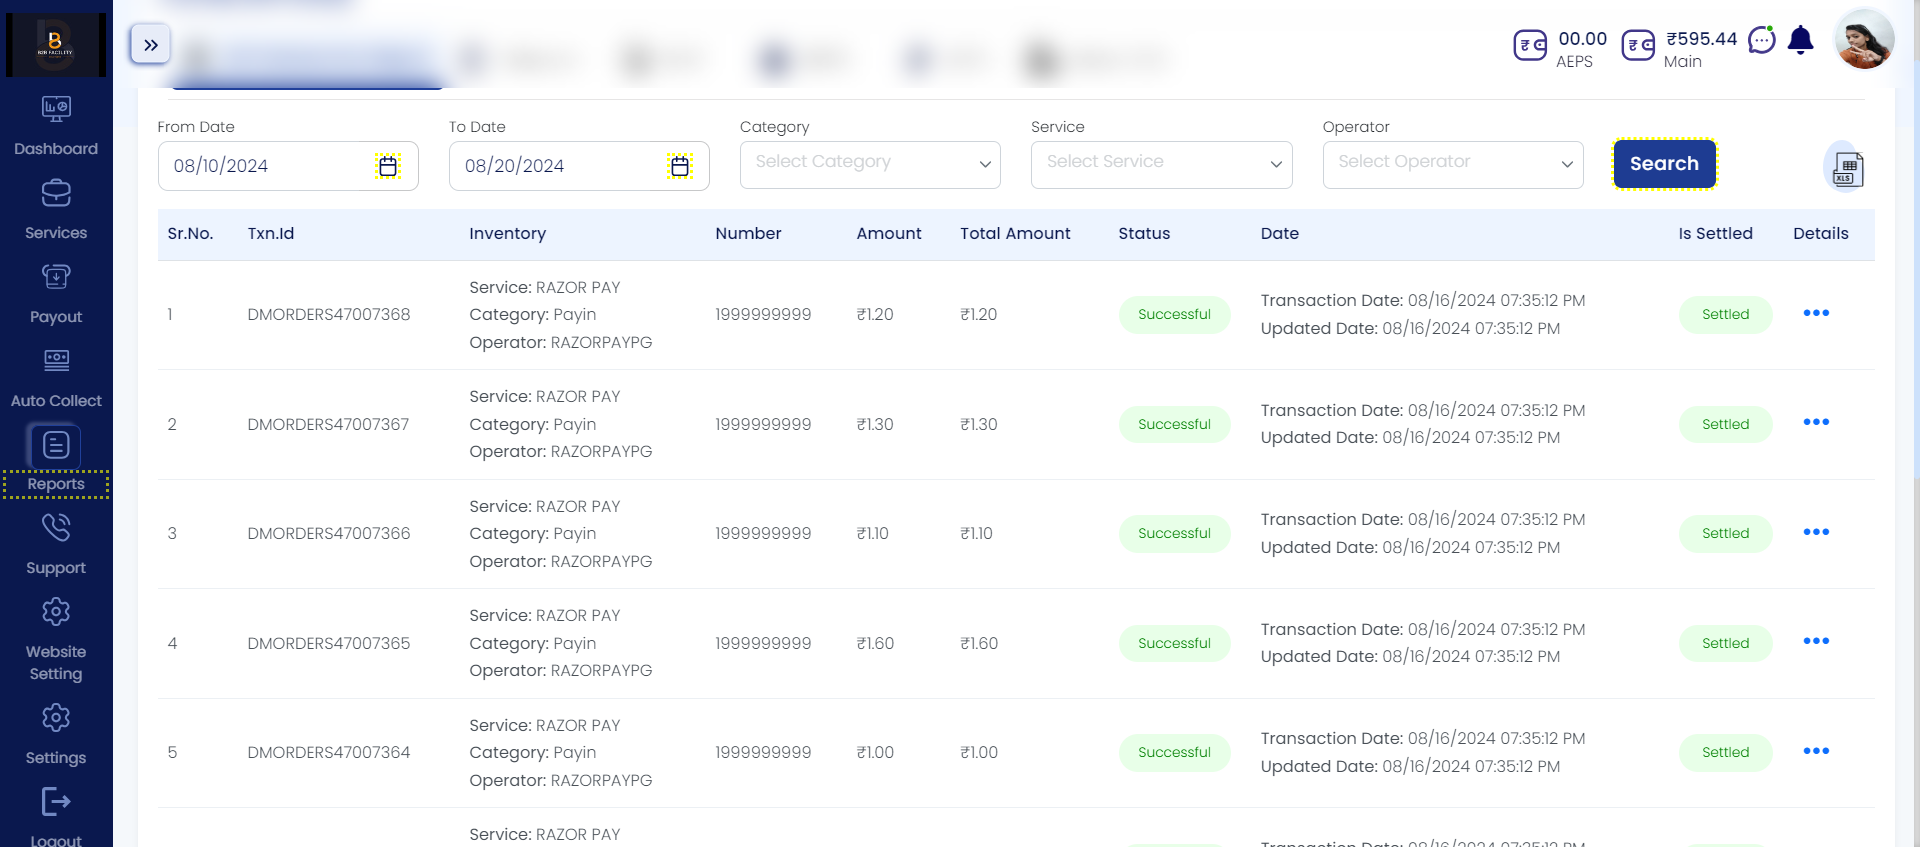 B2B FACILITY
00.00
AEPS
₹595.44
Main
Dashboard
Services
Payout
Auto Collect
Reports
Support
Website
Setting
Settings
Logout
From Date
To Date
Category
Service
Operator
08/10/2024
08/20/2024
Select Category
Select Service
Select Operator
Search
XLS
Sr.No. Txn.Id Inventory Number Amount Total Amount Status Date Is Settled Details
Service: RAZOR PAY
1 DMORDERS47007368 Category: Payin 1999999999 ₹1.20 ₹1.20 Successful Transaction Date: 08/16/2024 07:35:12 PM Settled
Operator: RAZORPAYPG Updated Date: 08/16/2024 07:35:12 PM
Service: RAZOR PAY
2 DMORDERS47007367 Category: Payin 1999999999 ₹1.30 ₹1.30 Successful Transaction Date: 08/16/2024 07:35:12 PM Settled
Operator: RAZORPAYPG Updated Date: 08/16/2024 07:35:12 PM
Service: RAZOR PAY
3 DMORDERS47007366 Category: Payin 1999999999 ₹1.10 ₹1.10 Successful Transaction Date: 08/16/2024 07:35:12 PM Settled
Operator: RAZORPAYPG Updated Date: 08/16/2024 07:35:12 PM
Service: RAZOR PAY
4 DMORDERS47007365 Category: Payin 1999999999 ₹1.60 ₹1.60 Successful Transaction Date: 08/16/2024 07:35:12 PM Settled
Operator: RAZORPAYPG Updated Date: 08/16/2024 07:35:12 PM
Service: RAZOR PAY
5 DMORDERS47007364 Category: Payin 1999999999 ₹1.00 ₹1.00 Successful Transaction Date: 08/16/2024 07:35:12 PM Settled
Operator: RAZORPAYPG Updated Date: 08/16/2024 07:35:12 PM
Service: RAZOR PAY
Transaction Date: 08/16/2024 07:35:12 PM